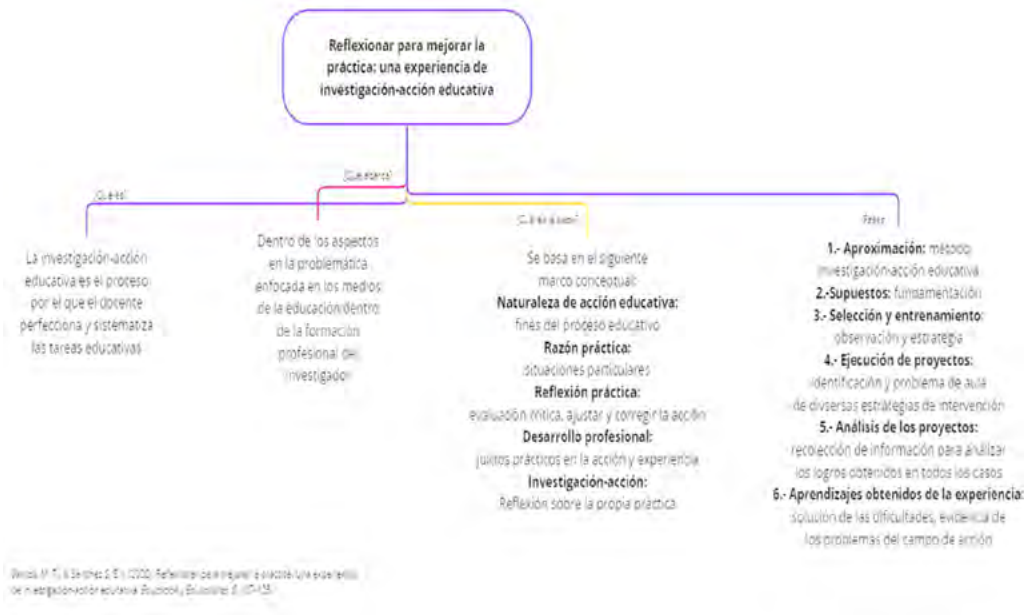 Reflexionar para mejorar la
práctica: una experiencia de
investigación-acción educativa
¿Qué es?
La investigación-acción
educativa es el proceso
por el que el docente
perfecciona y sistematiza
las tareas educativas
Dentro de los aspectos
en la problemática
enfocada en los medios
de la educación dentro
de la formación
profesional del
investigador
Se basa en el siguiente
marco conceptual:
Naturaleza de acción educativa:
fines del proceso educativo
Razón práctica:
situaciones particulares
Reflexión práctica:
evaluación crítica, ajustar y corregir la acción
Desarrollo profesional:
juicios prácticos en la acción y experiencia
Investigación-acción:
Reflexión sobre la propia práctica
Fases
1.- Aproximación: método
investigación-acción educativa
2.-Supuestos: fundamentación
3.- Selección y entrenamiento:
observación y estrategia
4.- Ejecución de proyectos:
identificación y problema de aula
de diversas estrategias de intervención
5.- Análisis de los proyectos:
recolección de información para analizar
los logros obtenidos en todos los casos
6.- Aprendizajes obtenidos de la experiencia:
solución de las dificultades, evidencia de
los problemas del campo de acción